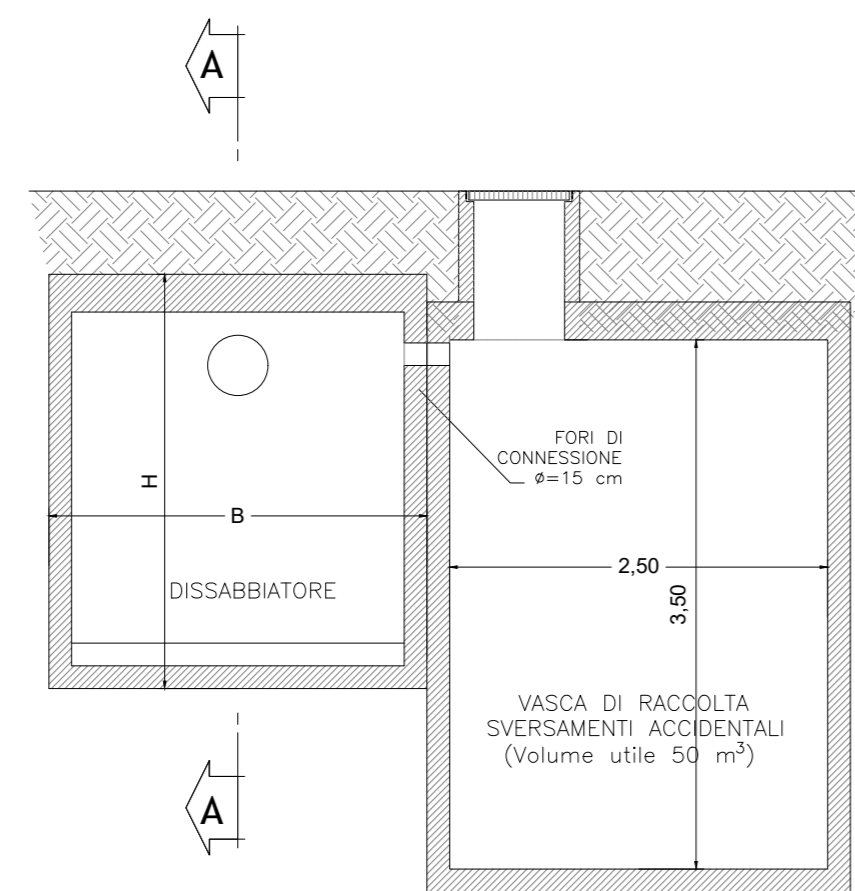 A
FORI DI
CONNESSIONE
ø=15 cm
H
B
2,50
3,50
DISSABBIATORE
VASCA DI RACCOLTA
SVERSAMENTI ACCIDENTALI
(Volume utile 50 m³)
A